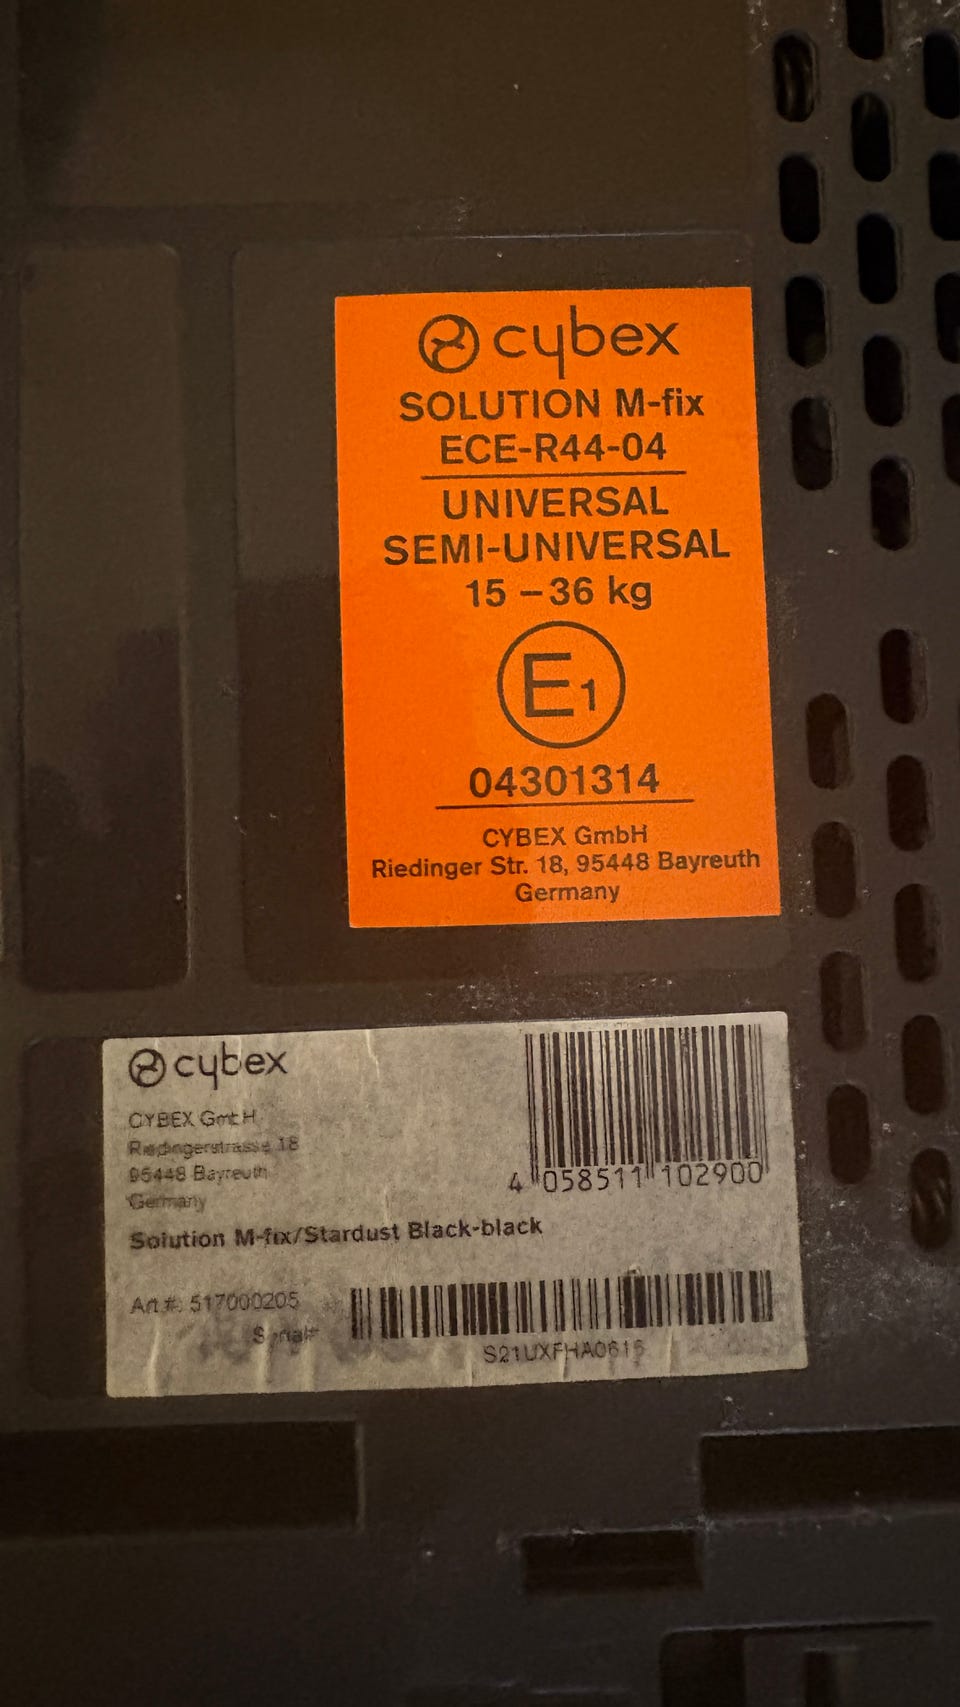 cybex
SOLUTION M-fix
ECE-R44-04
UNIVERSAL
SEMI-UNIVERSAL
15 – 36 kg
E1
04301314
CYBEX GmbH
Riedinger Str. 18, 95448 Bayreuth
Germany
cybex
CYBEX GmbH
Riedingerstrasse 18
95448 Bayreuth
Germany
4 058511 102900
Solution M-fix/Stardust Black-black
Art.#: 517000205
Serial#